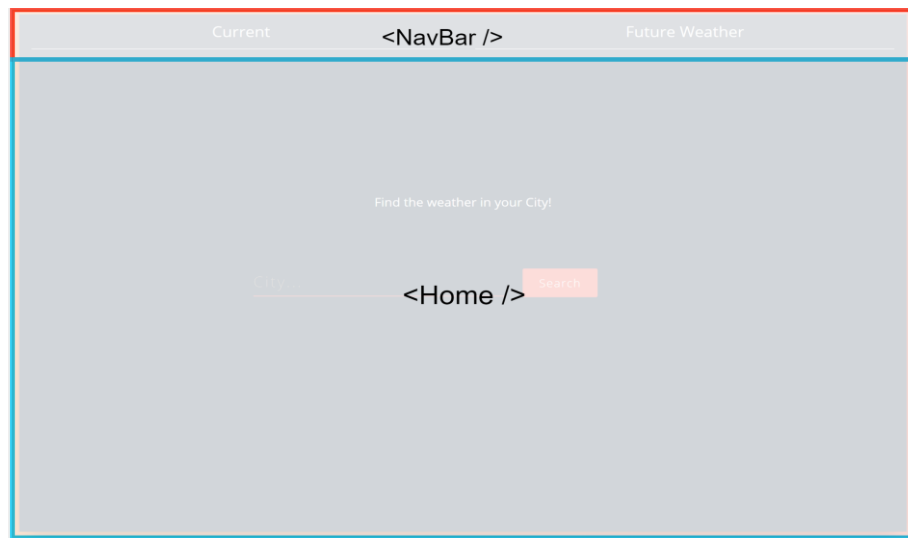 Current <NavBar /> Future Weather
Find the weather in your City!
City
<Home />
Search